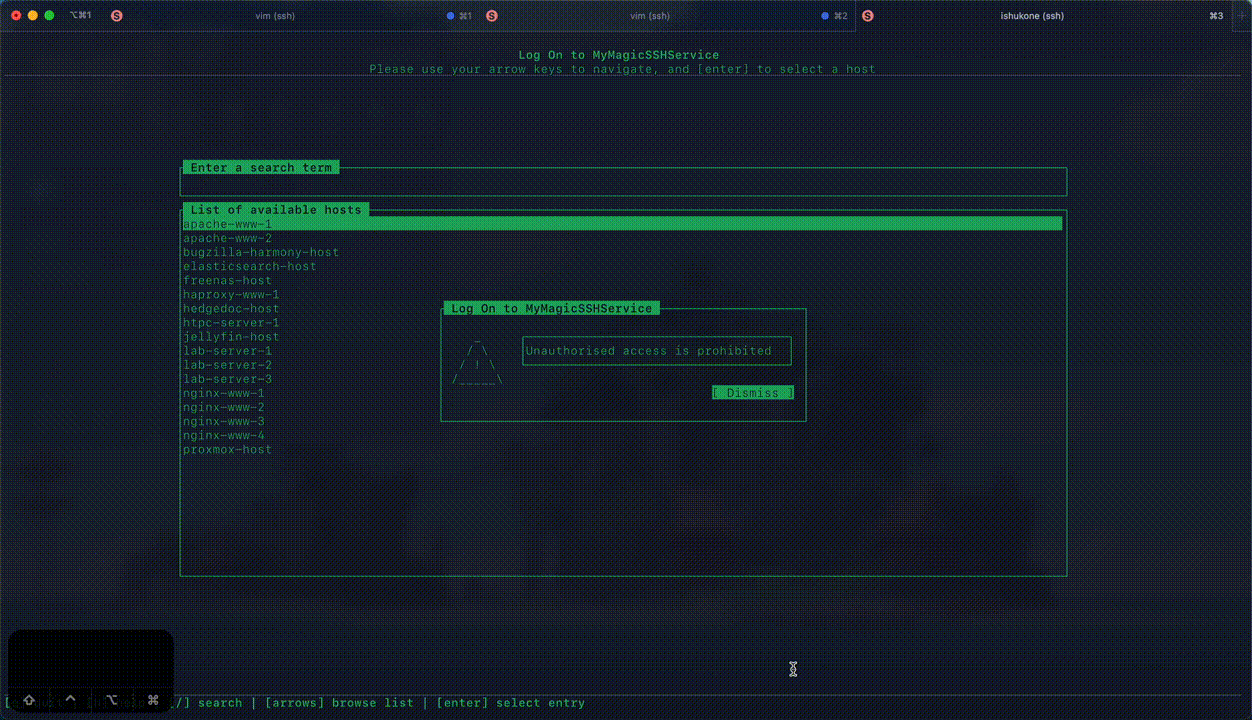 ⌥⌘1 S vim (ssh) ⌘1 S vim (ssh) ⌘2 S ishukone (ssh) ⌘3 +
Log On to MyMagicSSHService
Please use your arrow keys to navigate, and [enter] to select a host
Enter a search term
List of available hosts
apache-www-1
apache-www-2
bugzilla-harmony-host
elasticsearch-host
freenas-host
haproxy-www-1
hedgedoc-host
htpc-server-1
jellyfin-host
lab-server-1
lab-server-2
lab-server-3
nginx-www-1
nginx-www-2
nginx-www-3
nginx-www-4
proxmox-host
Log On to MyMagicSSHService
!
Unauthorised access is prohibited
[ Dismiss ]
⇧ ^ ⌥ ⌘
[/] search | [arrows] browse list | [enter] select entry